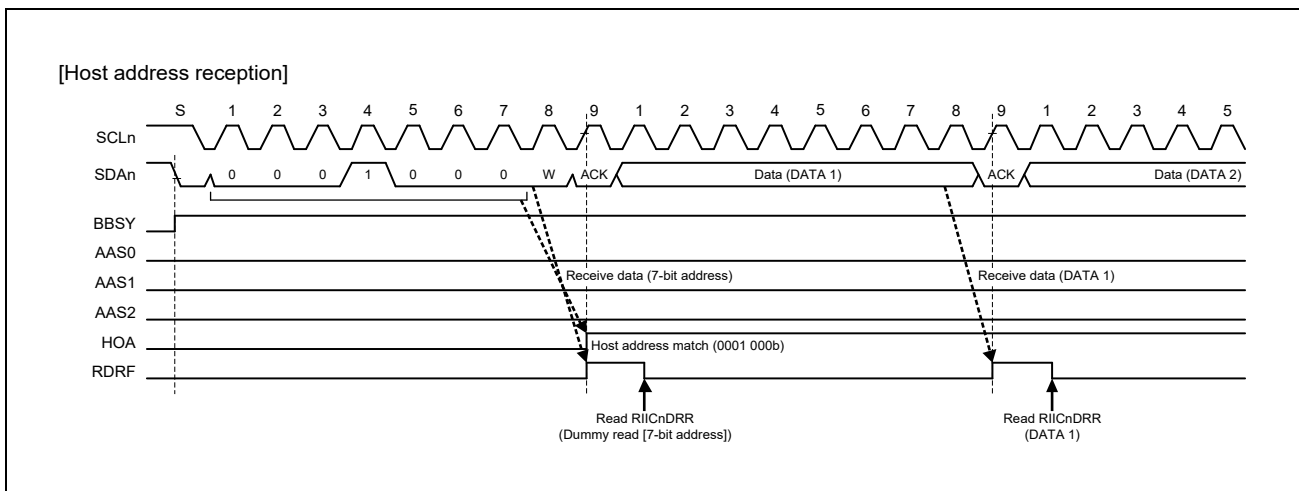 [Host address reception]
S 1 2 3 4 5 6 7 8 9 1 2 3 4 5 6 7 8 9 1 2 3 4 5
SCLn
SDAn 0 0 0 1 0 0 0 W ACK Data (DATA 1) ACK Data (DATA 2)
BBSY
AAS0
AAS1 Receive data (7-bit address) Receive data (DATA 1)
AAS2
HOA Host address match (0001 000b)
RDRF
Read RIICnDRR Read RIICnDRR
(Dummy read [7-bit address]) (DATA 1)